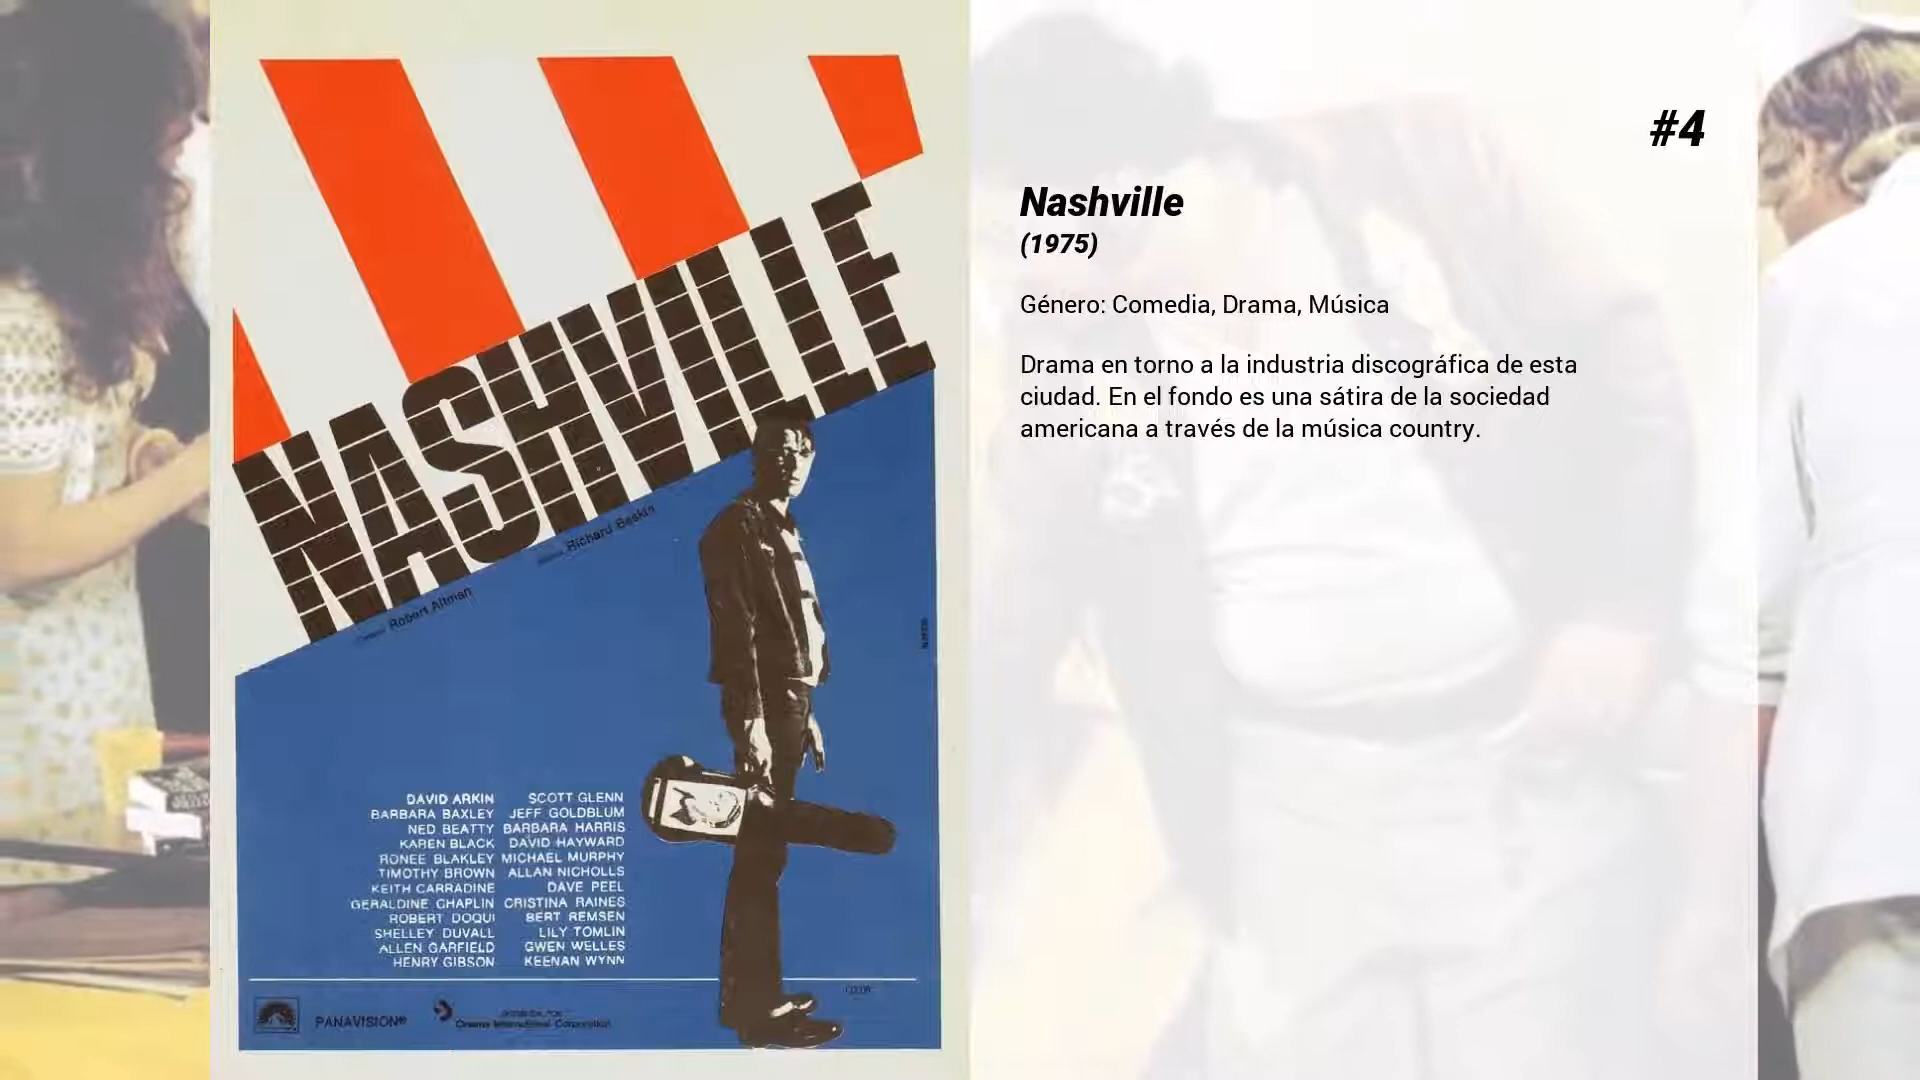 #4
Nashville
(1975)
Género: Comedia, Drama, Música
Drama en torno a la industria discográfica de esta
ciudad. En el fondo es una sátira de la sociedad
americana a través de la música country.
NASHVILLE
Robert Altman
Richard Baskin
DAVID ARKIN SCOTT GLENN
BARBARA BAXLEY JEFF GOLDBLUM
NED BEATTY BARBARA HARRIS
KAREN BLACK DAVID HAYWARD
RONEE BLAKLEY MICHAEL MURPHY
TIMOTHY BROWN ALLAN NICHOLLS
KEITH CARRADINE DAVE PEEL
GERALDINE CHAPLIN CRISTINA RAINES
ROBERT DOQUI BERT REMSEN
SHELLEY DUVALL LILY TOMLIN
ALLEN GARFIELD GWEN WELLES
HENRY GIBSON KEENAN WYNN
PANAVISION®
Cinema International Corporation